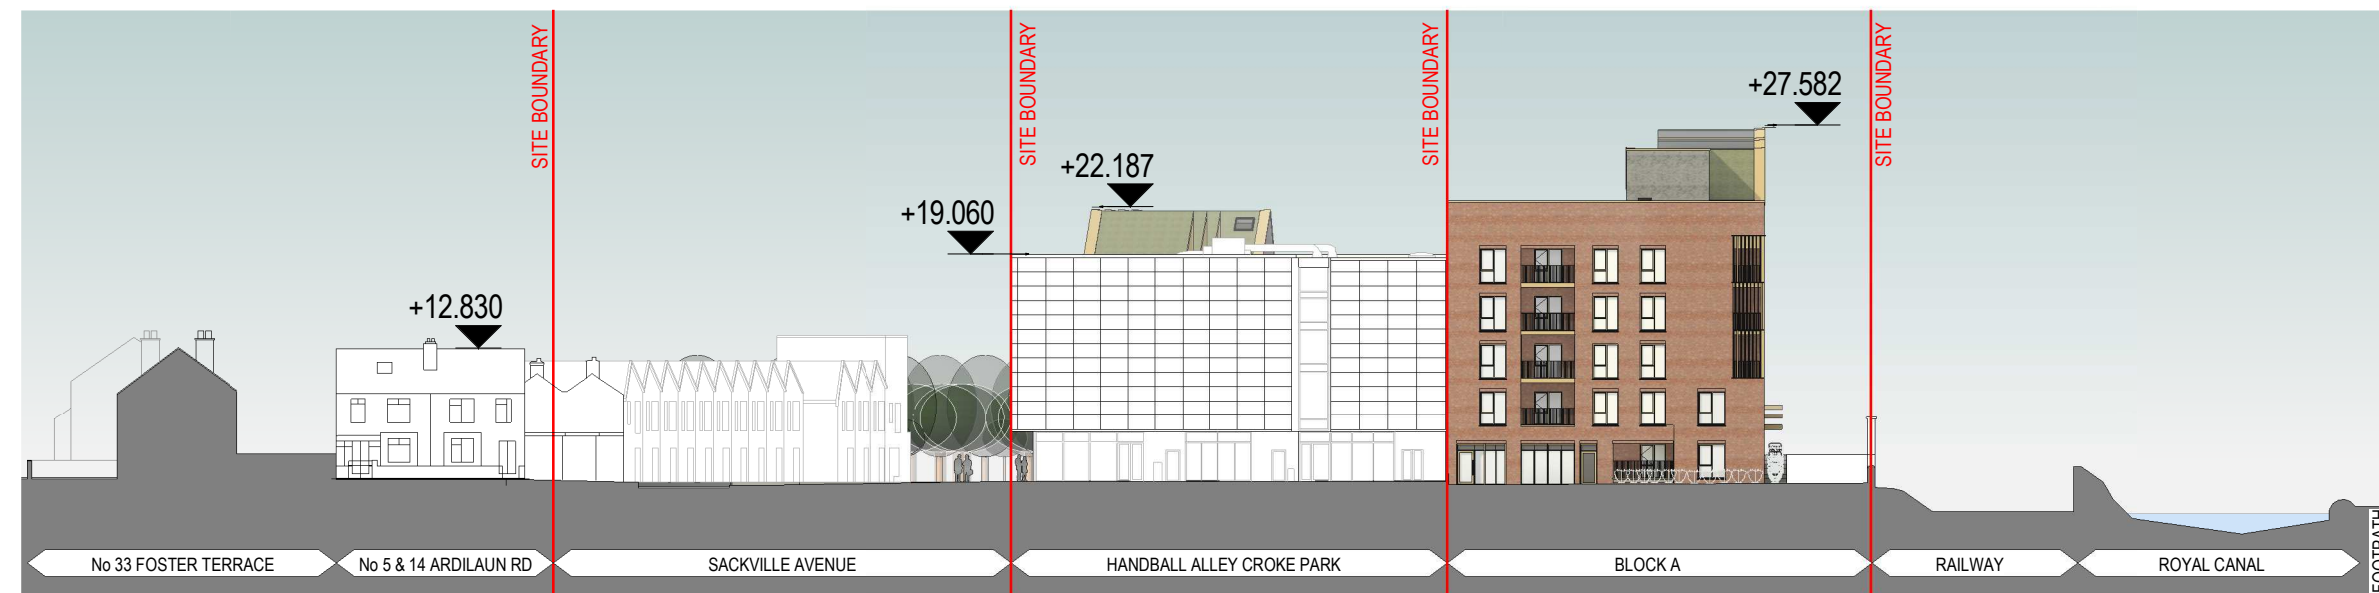 SITE BOUNDARY
SITE BOUNDARY
SITE BOUNDARY
SITE BOUNDARY
+27.582
+22.187
+19.060
+12.830
No 33 FOSTER TERRACE
No 5 & 14 ARDILAUN RD
SACKVILLE AVENUE
HANDBALL ALLEY CROKE PARK
BLOCK A
RAILWAY
ROYAL CANAL
FOOTPATH